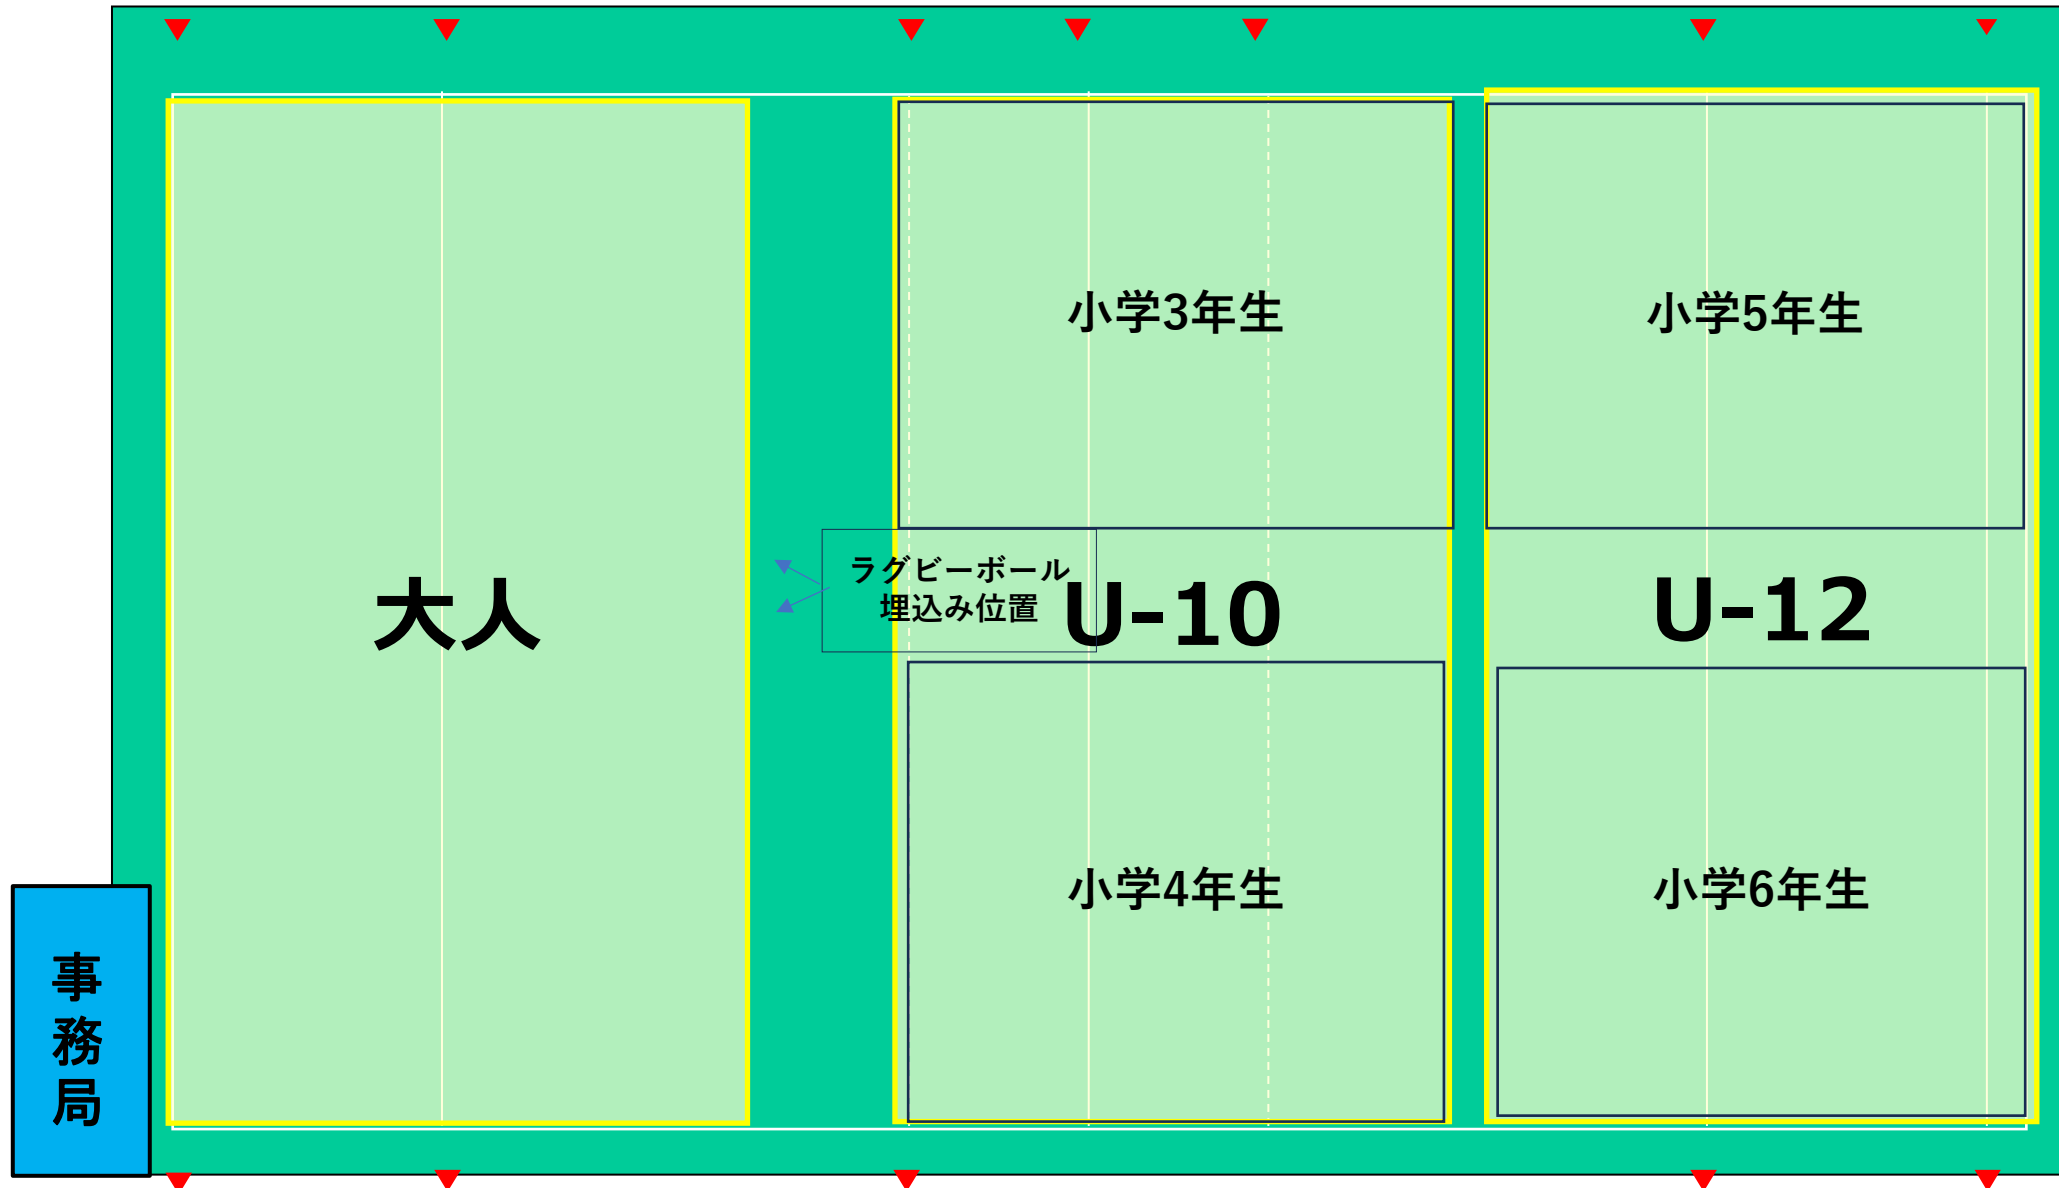 小学3年生
小学5年生
ラグビーボール
埋込み位置
大人
U-10
U-12
小学4年生
小学6年生
事務局